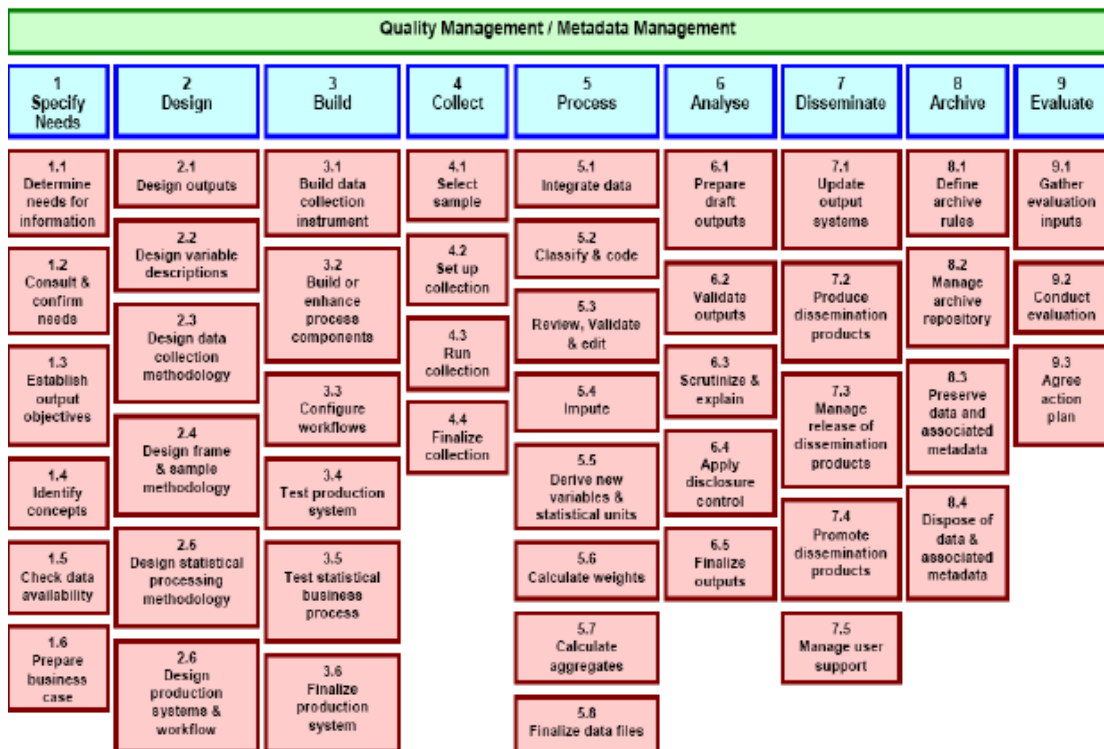 Quality Management / Metadata Management
1
Specify
Needs
2
Design
3
Build
4
Collect
5
Process
6
Analyse
7
Disseminate
8
Archive
9
Evaluate
1.1
Determine
needs for
information
1.2
Consult &
confirm
needs
1.3
Establish
output
objectives
1.4
Identify
concepts
1.5
Check data
availability
1.6
Prepare
business
case
2.1
Design outputs
2.2
Design variable
descriptions
2.3
Design data
collection
methodology
2.4
Design frame
& sample
methodology
2.5
Design statistical
processing
methodology
2.6
Design
production
systems &
workflow
3.1
Build data
collection
instrument
3.2
Build or
enhance
process
components
3.3
Configure
workflows
3.4
Test production
system
3.5
Test statistical
business
process
3.6
Finalize
production
system
4.1
Select
sample
4.2
Set up
collection
4.3
Run
collection
4.4
Finalize
collection
5.1
Integrate data
5.2
Classify & code
5.3
Review, Validate
& edit
5.4
Impute
5.5
Derive new
variables &
statistical units
5.6
Calculate weights
5.7
Calculate
aggregates
5.8
Finalize data files
6.1
Prepare
draft
outputs
6.2
Validate
outputs
6.3
Scrutinize &
explain
6.4
Apply
disclosure
control
6.5
Finalize
outputs
7.1
Update
output
systems
7.2
Produce
dissemination
products
7.3
Manage
release of
dissemination
products
7.4
Promote
dissemination
products
7.5
Manage user
support
8.1
Define
archive
rules
8.2
Manage
archive
repository
8.3
Preserve
data and
associated
metadata
8.4
Dispose of
data &
associated
metadata
9.1
Gather
evaluation
inputs
9.2
Conduct
evaluation
9.3
Agree
action
plan